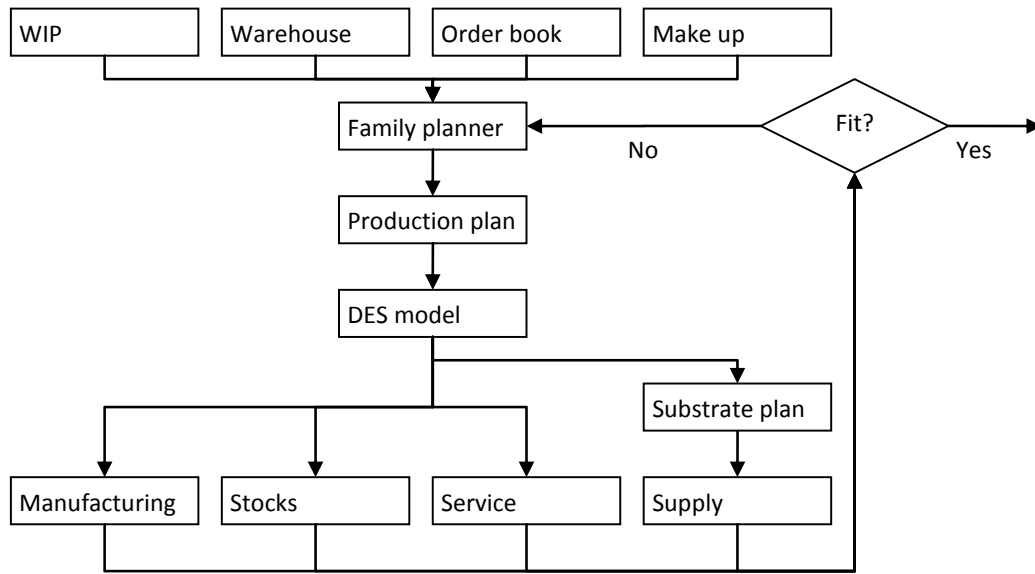 WIP
Warehouse
Order book
Make up
Family planner
Fit?
No
Yes
Production plan
DES model
Substrate plan
Manufacturing
Stocks
Service
Supply